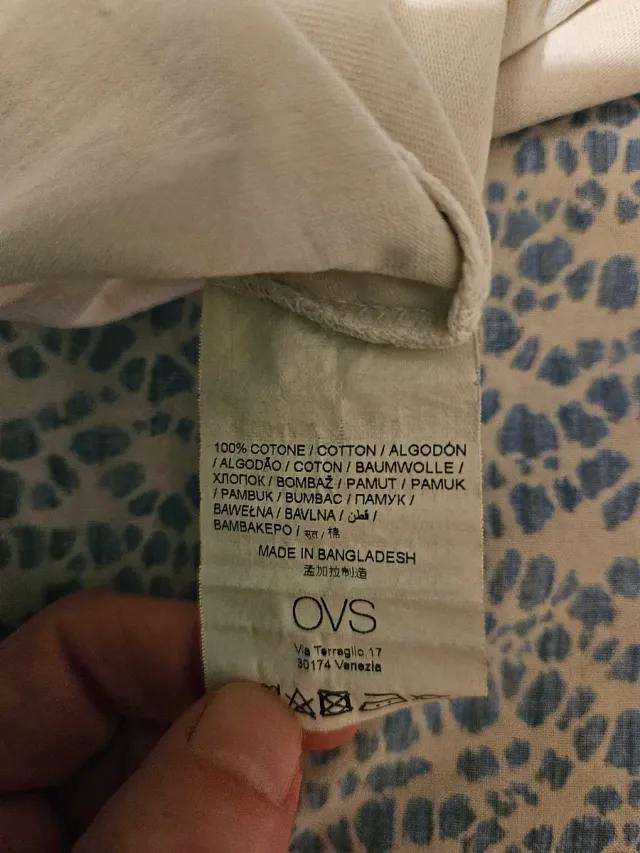 100% COTONE / COTTON / ALGODÓN
/ ALGODÃO / COTON / BAUMWOLLE /
ХЛОПОК / BOMBAŽ / PAMUT / PAMUK
/ PAMBUK / BUMBAC / ПАМУК /
BAWEŁNA / BAVLNA / قطن /
ΒΑΜΒΑΚΕΡΟ / सूत / 棉
MADE IN BANGLADESH
孟加拉制造
OVS
Via Terraglio 17
30174 Venezia